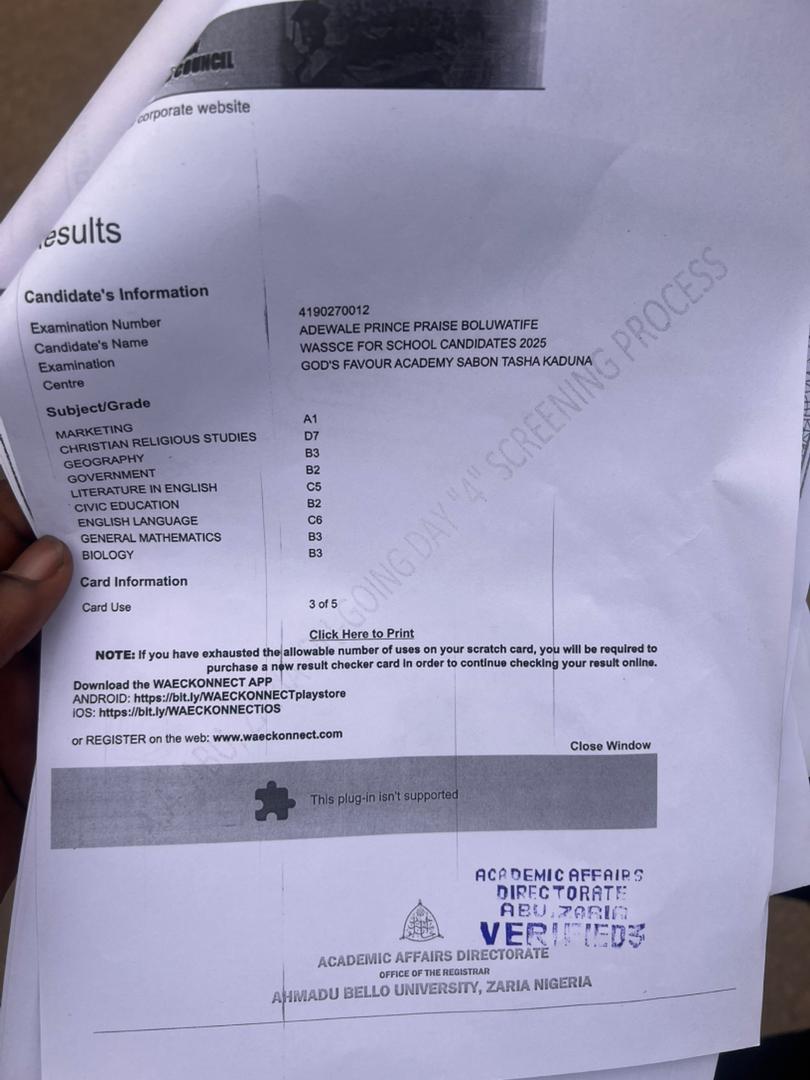 COUNCIL
corporate website
esults
Candidate's Information
Examination Number 4190270012
Candidate's Name ADEWALE PRINCE PRAISE BOLUWATIFE
Examination WASSCE FOR SCHOOL CANDIDATES 2025
Centre GOD'S FAVOUR ACADEMY SABON TASHA KADUNA
Subject/Grade
MARKETING A1
CHRISTIAN RELIGIOUS STUDIES D7
GEOGRAPHY B3
GOVERNMENT B2
LITERATURE IN ENGLISH C5
CIVIC EDUCATION B2
ENGLISH LANGUAGE C6
GENERAL MATHEMATICS B3
BIOLOGY B3
Card Information
Card Use 3 of 5
Click Here to Print
NOTE: If you have exhausted the allowable number of uses on your scratch card, you will be required to
purchase a new result checker card in order to continue checking your result online.
Download the WAECKONNECT APP
ANDROID: https://bit.ly/WAECKONNECTplaystore
iOS: https://bit.ly/WAECKONNECTIOS
or REGISTER on the web: www.waeckonnect.com
Close Window
This plug-in isn't supported
GOING DAY "4" SCREENING PROCESS
ACADEMIC AFFAIRS
DIRECTORATE
ABU, ZARIA
VERIFIED3
ACADEMIC AFFAIRS DIRECTORATE
OFFICE OF THE REGISTRAR
AHMADU BELLO UNIVERSITY, ZARIA NIGERIA